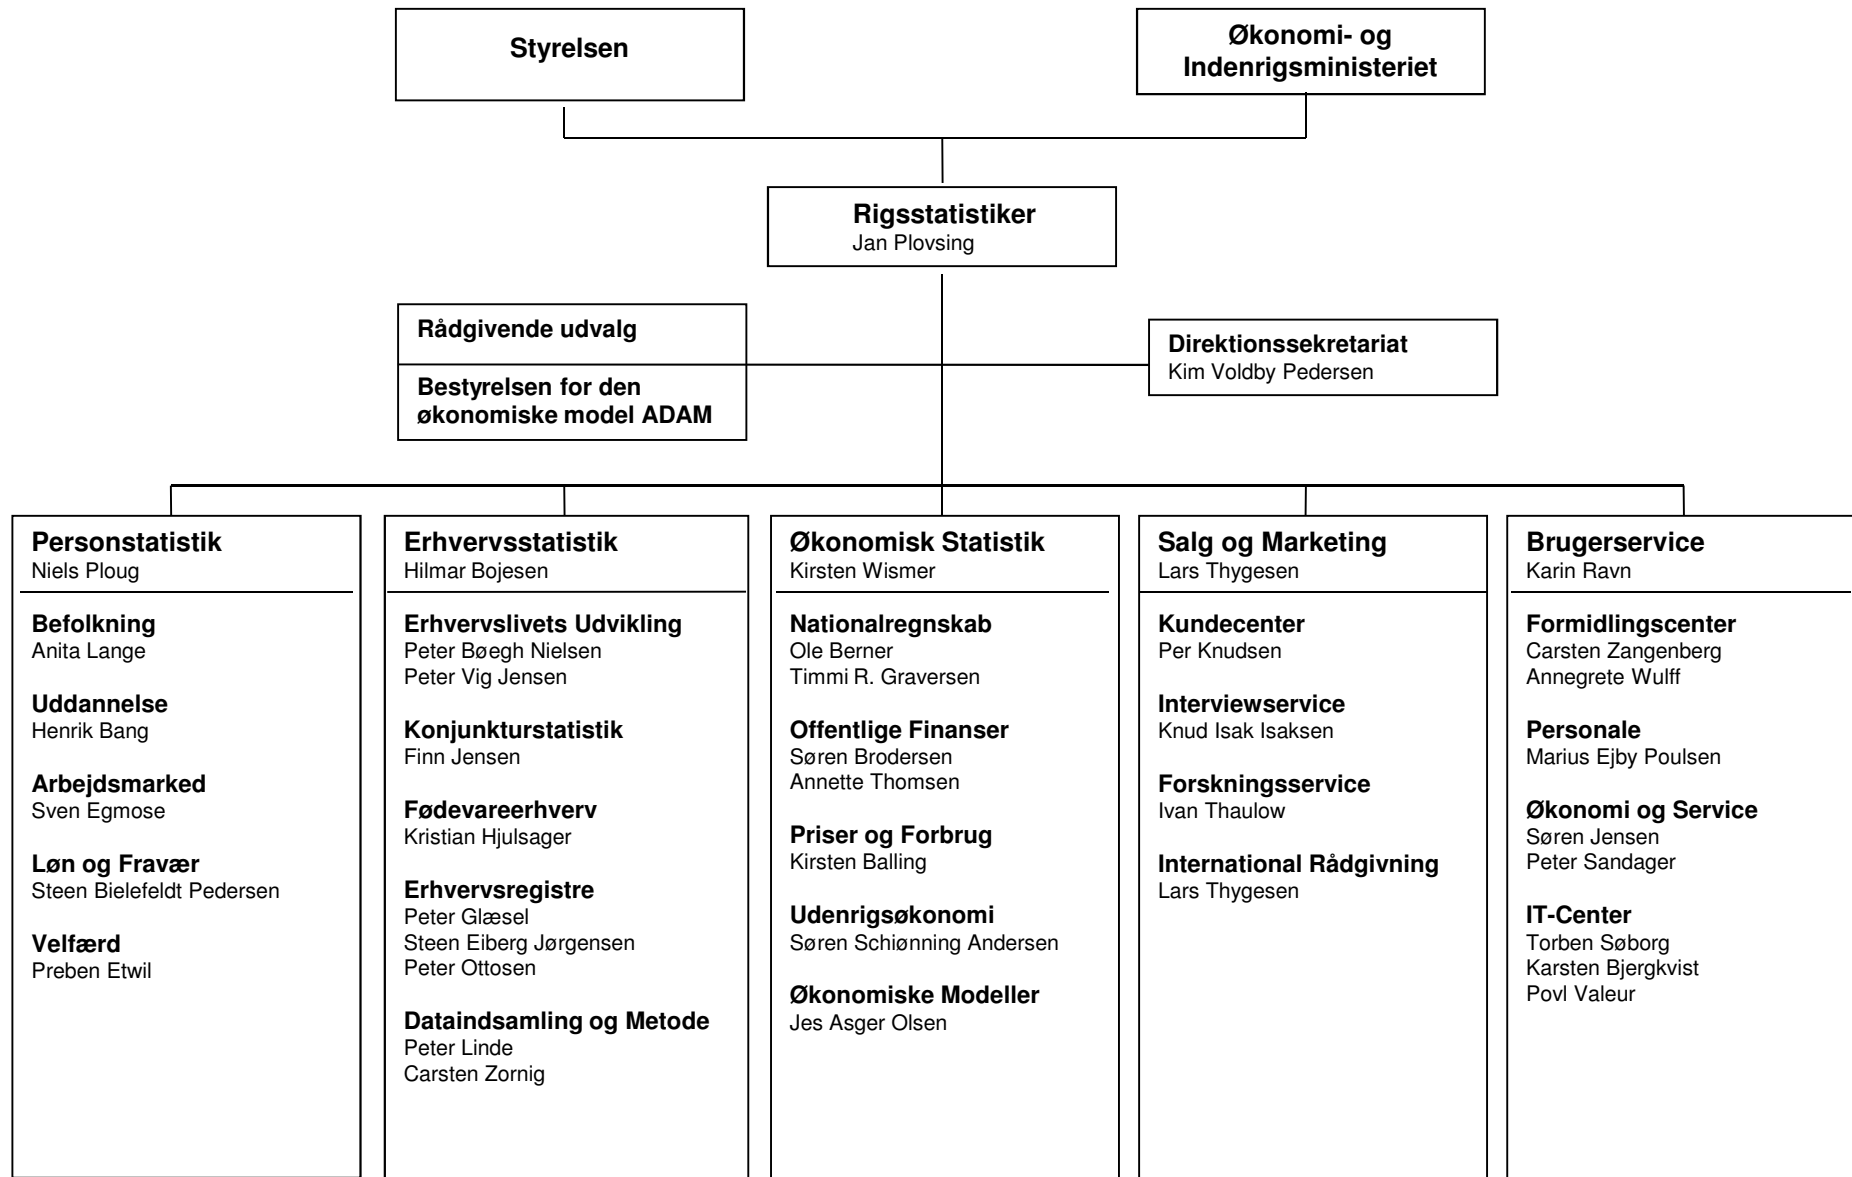 Styrelsen
Økonomi- og
Indenrigsministeriet
Rigsstatistiker
Jan Plovsing
Rådgivende udvalg
Bestyrelsen for den
økonomiske model ADAM
Direktionssekretariat
Kim Voldby Pedersen
Personstatistik
Niels Ploug
Befolkning
Anita Lange
Uddannelse
Henrik Bang
Arbejdsmarked
Sven Egmose
Løn og Fravær
Steen Bielefeldt Pedersen
Velfærd
Preben Etwil
Erhvervsstatistik
Hilmar Bojesen
Erhvervslivets Udvikling
Peter Bøegh Nielsen
Peter Vig Jensen
Konjunkturstatistik
Finn Jensen
Fødevareerhverv
Kristian Hjulsager
Erhvervsregistre
Peter Glæsel
Steen Eiberg Jørgensen
Peter Ottosen
Dataindsamling og Metode
Peter Linde
Carsten Zornig
Økonomisk Statistik
Kirsten Wismer
Nationalregnskab
Ole Berner
Timmi R. Graversen
Offentlige Finanser
Søren Brodersen
Annette Thomsen
Priser og Forbrug
Kirsten Balling
Udenrigsøkonomi
Søren Schiønning Andersen
Økonomiske Modeller
Jes Asger Olsen
Salg og Marketing
Lars Thygesen
Kundecenter
Per Knudsen
Interviewservice
Knud Isak Isaksen
Forskningsservice
Ivan Thaulow
International Rådgivning
Lars Thygesen
Brugerservice
Karin Ravn
Formidlingscenter
Carsten Zangenberg
Annegrete Wulff
Personale
Marius Ejby Poulsen
Økonomi og Service
Søren Jensen
Peter Sandager
IT-Center
Torben Søborg
Karsten Bjergkvist
Povl Valeur